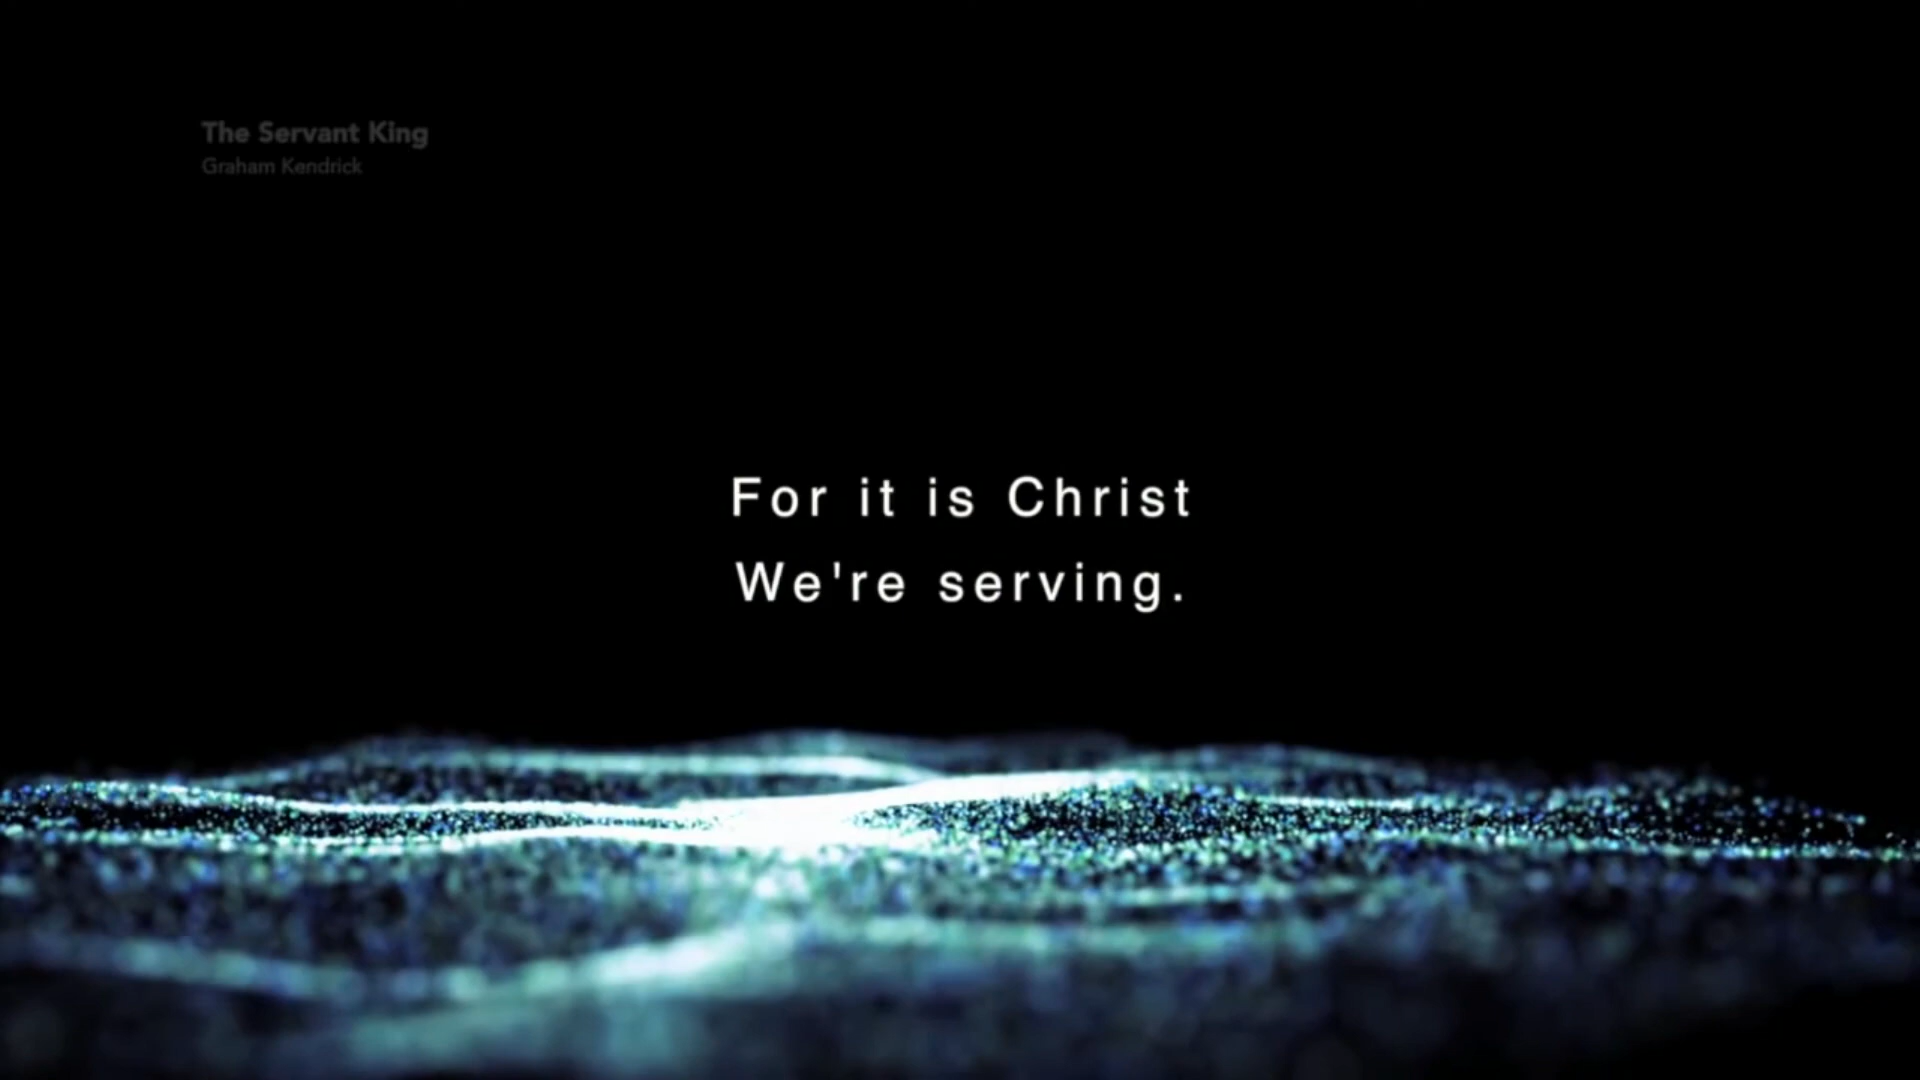 The Servant King
Graham Kendrick
For it is Christ
We're serving.